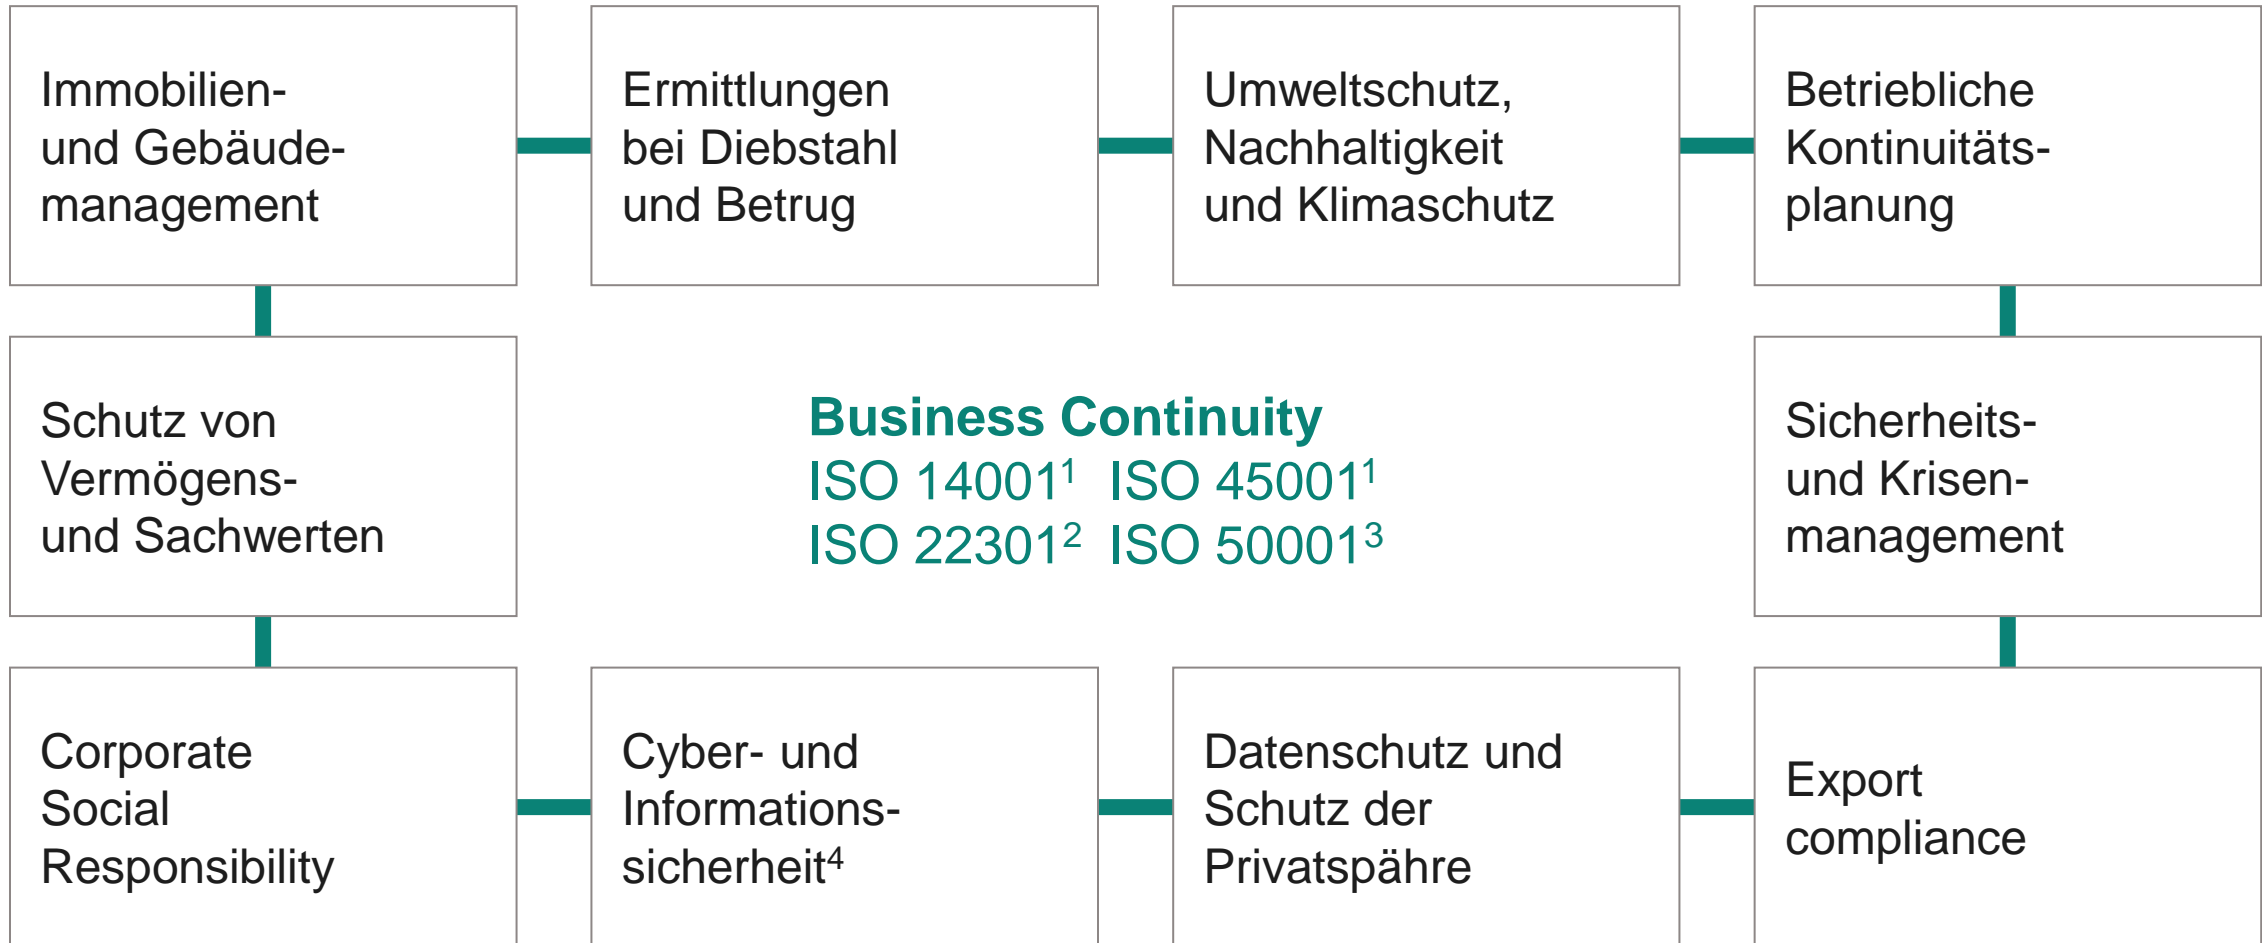 Immobilien-
und Gebäude-
management
Ermittlungen
bei Diebstahl
und Betrug
Umweltschutz,
Nachhaltigkeit
und Klimaschutz
Betriebliche
Kontinuitäts-
planung
Schutz von
Vermögens-
und Sachwerten
Business Continuity
ISO 14001¹ ISO 45001¹
ISO 22301² ISO 50001³
Sicherheits-
und Krisen-
management
Corporate
Social
Responsibility
Cyber- und
Informations-
sicherheit⁴
Datenschutz und
Schutz der
Privatspähre
Export
compliance